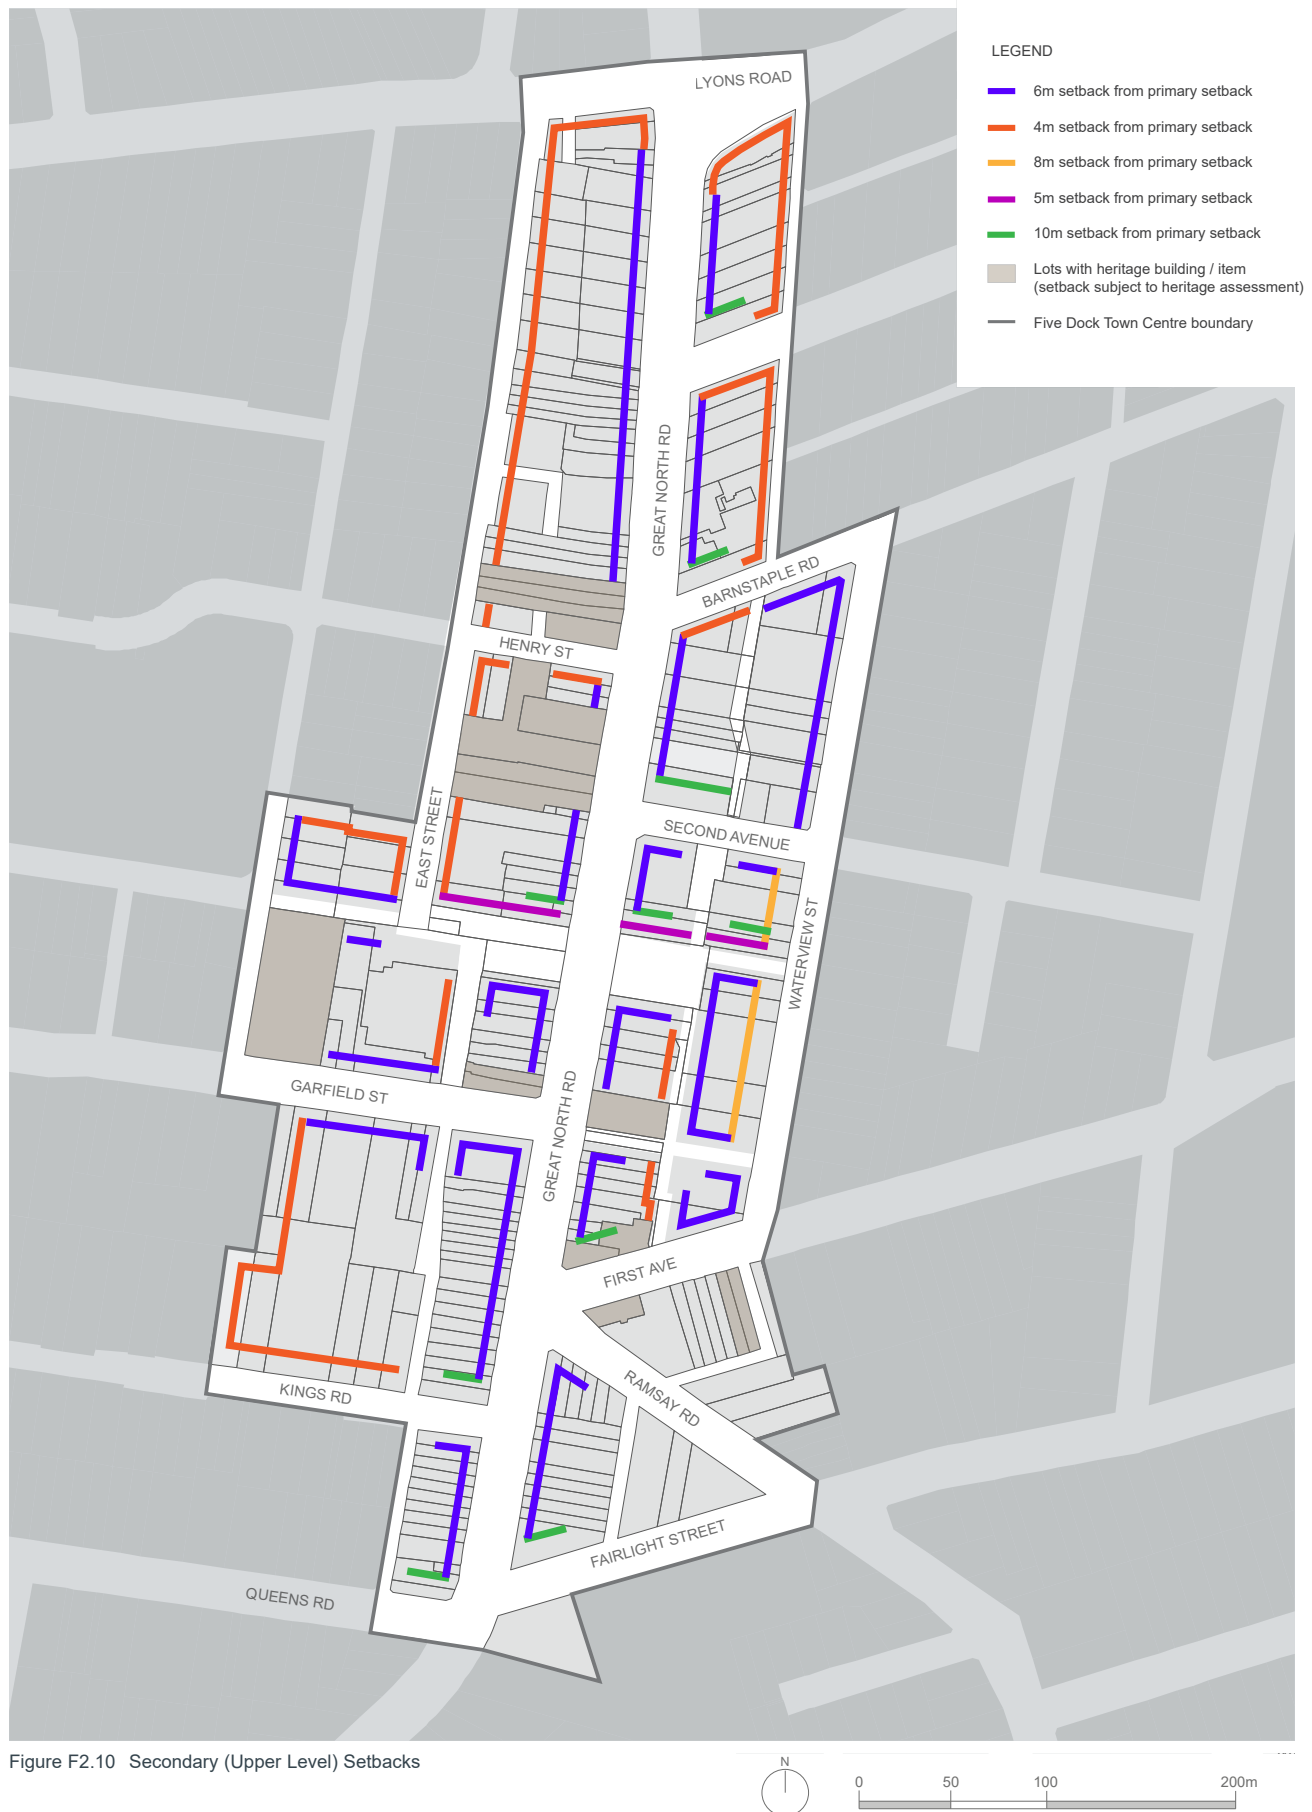 LYONS ROAD
LEGEND
6m setback from primary setback
4m setback from primary setback
8m setback from primary setback
5m setback from primary setback
10m setback from primary setback
Lots with heritage building / item
(setback subject to heritage assessment)
Five Dock Town Centre boundary
GREAT NORTH RD
BARNSTAPLE RD
HENRY ST
EAST STREET
SECOND AVENUE
WATERVIEW ST
GARFIELD ST
GREAT NORTH RD
FIRST AVE
KINGS RD
RAMSAY RD
FAIRLIGHT STREET
QUEENS RD
Figure F2.10 Secondary (Upper Level) Setbacks
N
0 50 100 200m